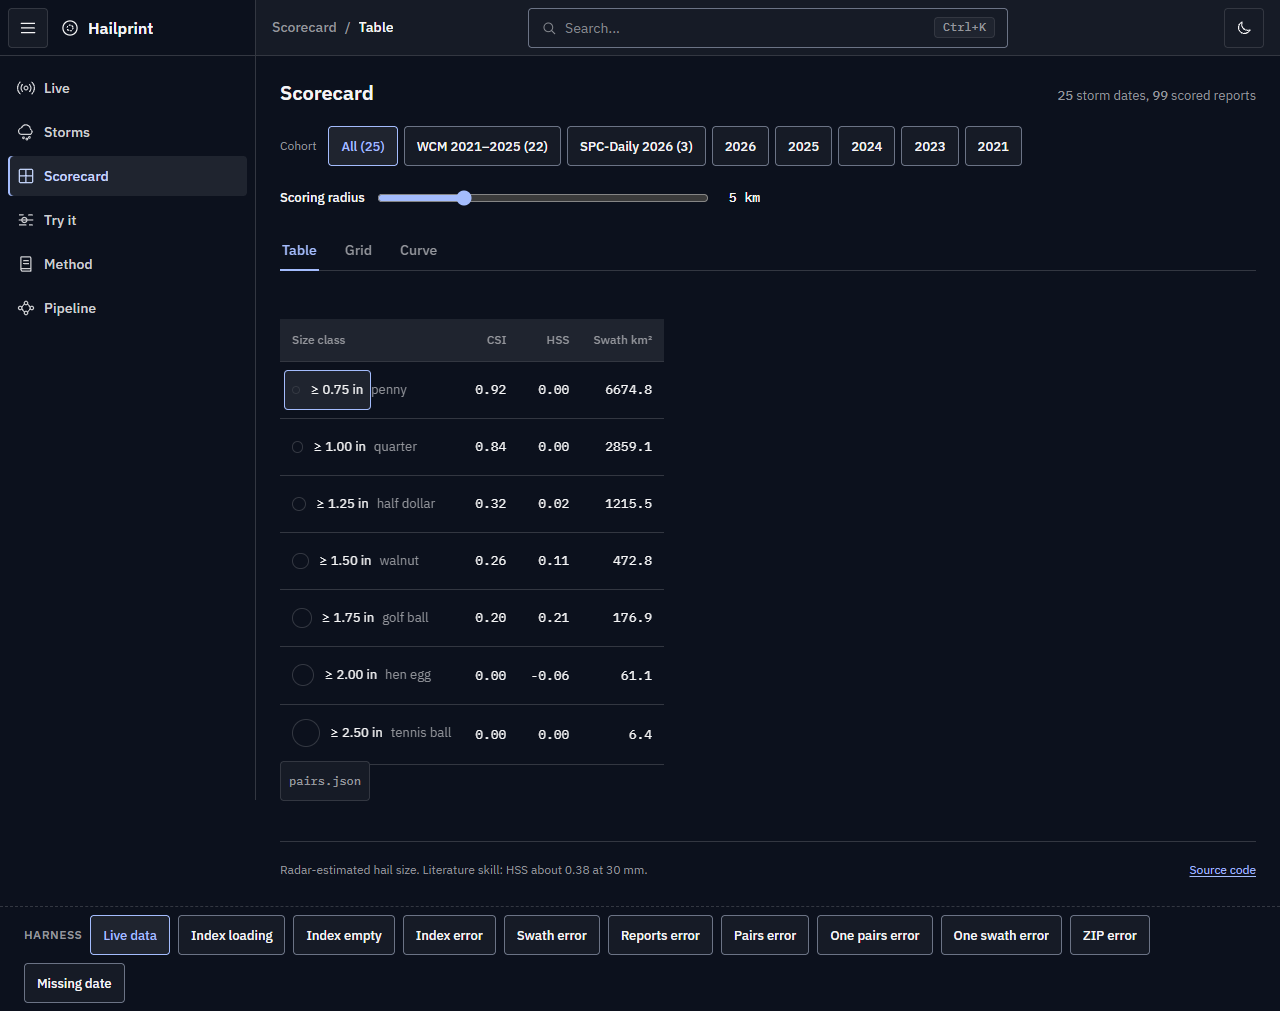 Hailprint
Scorecard / Table
Search...
Ctrl+K
Live
Storms
Scorecard
Try it
Method
Pipeline
Scorecard
25 storm dates, 99 scored reports
Cohort
All (25)
WCM 2021–2025 (22)
SPC-Daily 2026 (3)
2026
2025
2024
2023
2021
Scoring radius
5 km
Table
Grid
Curve
Size class CSI HSS Swath km²
≥ 0.75 in penny 0.92 0.00 6674.8
≥ 1.00 in quarter 0.84 0.00 2859.1
≥ 1.25 in half dollar 0.32 0.02 1215.5
≥ 1.50 in walnut 0.26 0.11 472.8
≥ 1.75 in golf ball 0.20 0.21 176.9
≥ 2.00 in hen egg 0.00 -0.06 61.1
≥ 2.50 in tennis ball 0.00 0.00 6.4
pairs.json
Radar-estimated hail size. Literature skill: HSS about 0.38 at 30 mm.
Source code
HARNESS
Live data
Index loading
Index empty
Index error
Swath error
Reports error
Pairs error
One pairs error
One swath error
ZIP error
Missing date